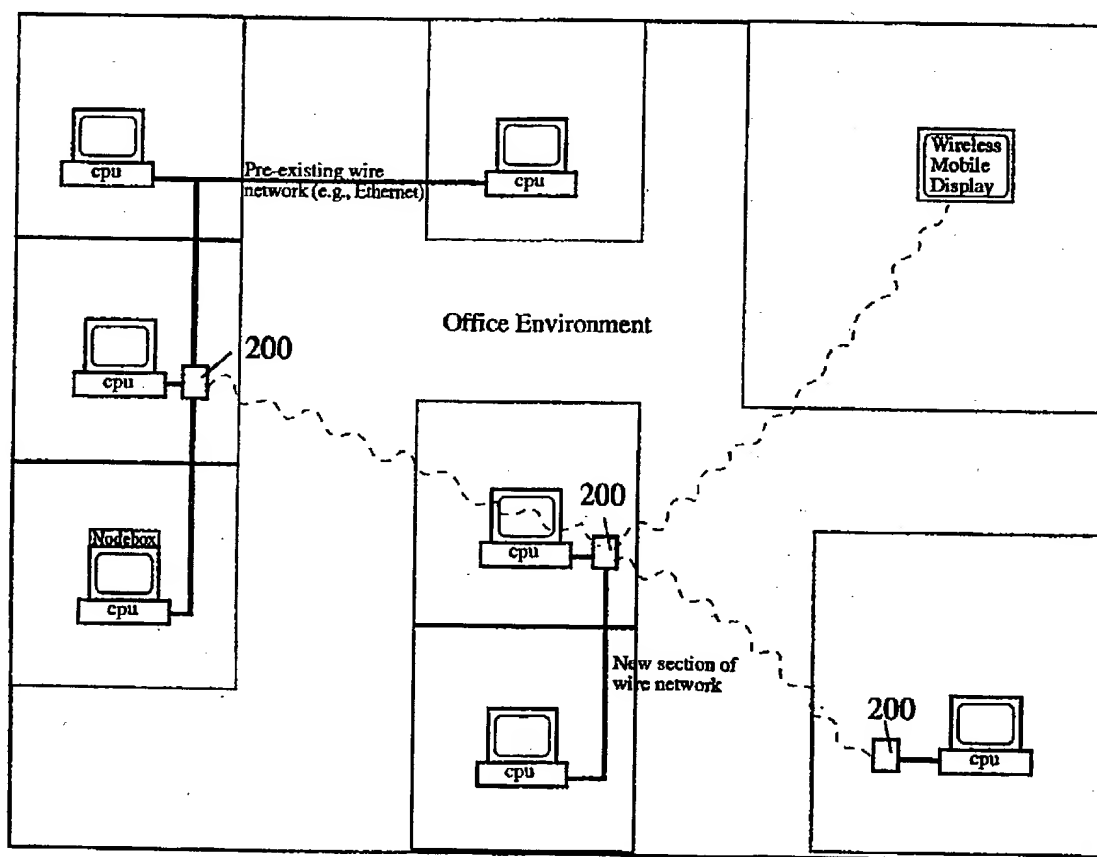 cpu
Pre-existing wire
network (e.g., Ethernet)
cpu
Wireless
Mobile
Display
Office Environment
cpu
200
Nodebox
cpu
200
cpu
New section of
wire network
cpu
200
cpu